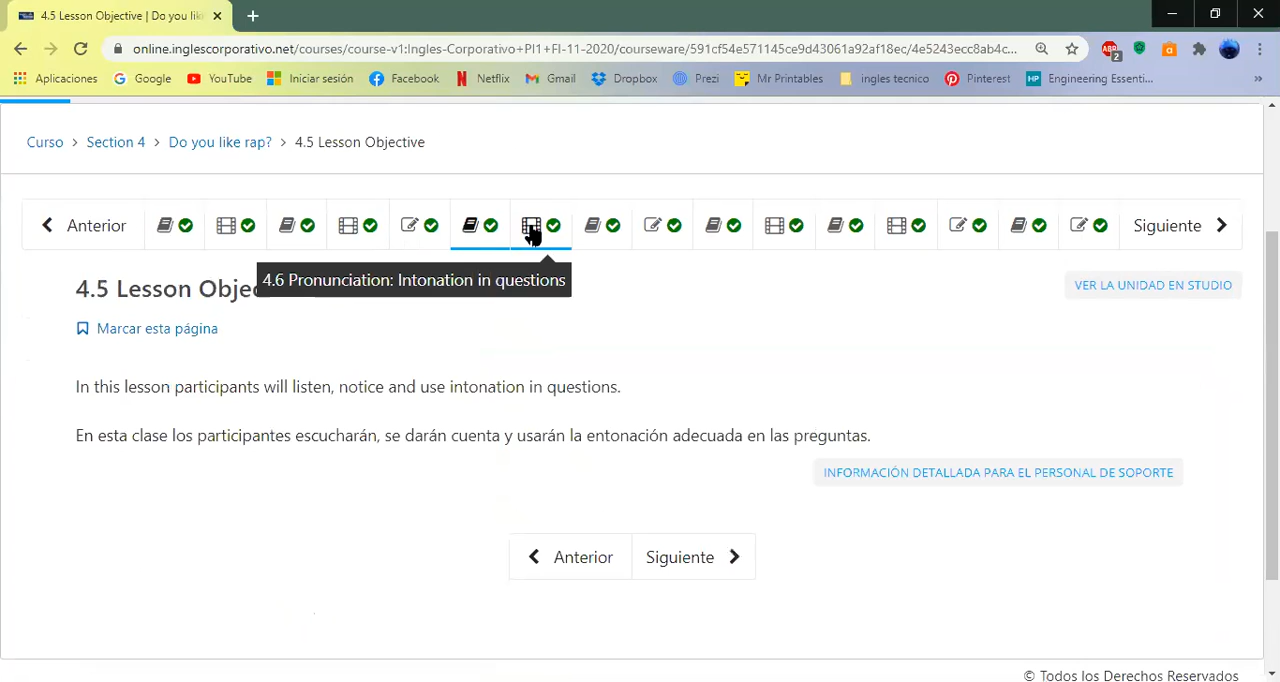 4.5 Lesson Objective | Do you lik
online.inglescorporativo.net/courses/course-v1:Ingles-Corporativo+PI1+FI-11-2020/courseware/591cf54e571145ce9d43061a92af18ec/4e5243ecc8ab4c...
ABP 2
Aplicaciones Google YouTube Iniciar sesión Facebook Netflix Gmail Dropbox Prezi Mr Printables ingles tecnico Pinterest HP Engineering Essenti... »
Curso > Section 4 > Do you like rap? > 4.5 Lesson Objective
Anterior Siguiente
4.6 Pronunciation: Intonation in questions
4.5 Lesson Objec
VER LA UNIDAD EN STUDIO
Marcar esta página
In this lesson participants will listen, notice and use intonation in questions.
En esta clase los participantes escucharán, se darán cuenta y usarán la entonación adecuada en las preguntas.
INFORMACIÓN DETALLADA PARA EL PERSONAL DE SOPORTE
Anterior Siguiente
© Todos los Derechos Reservados